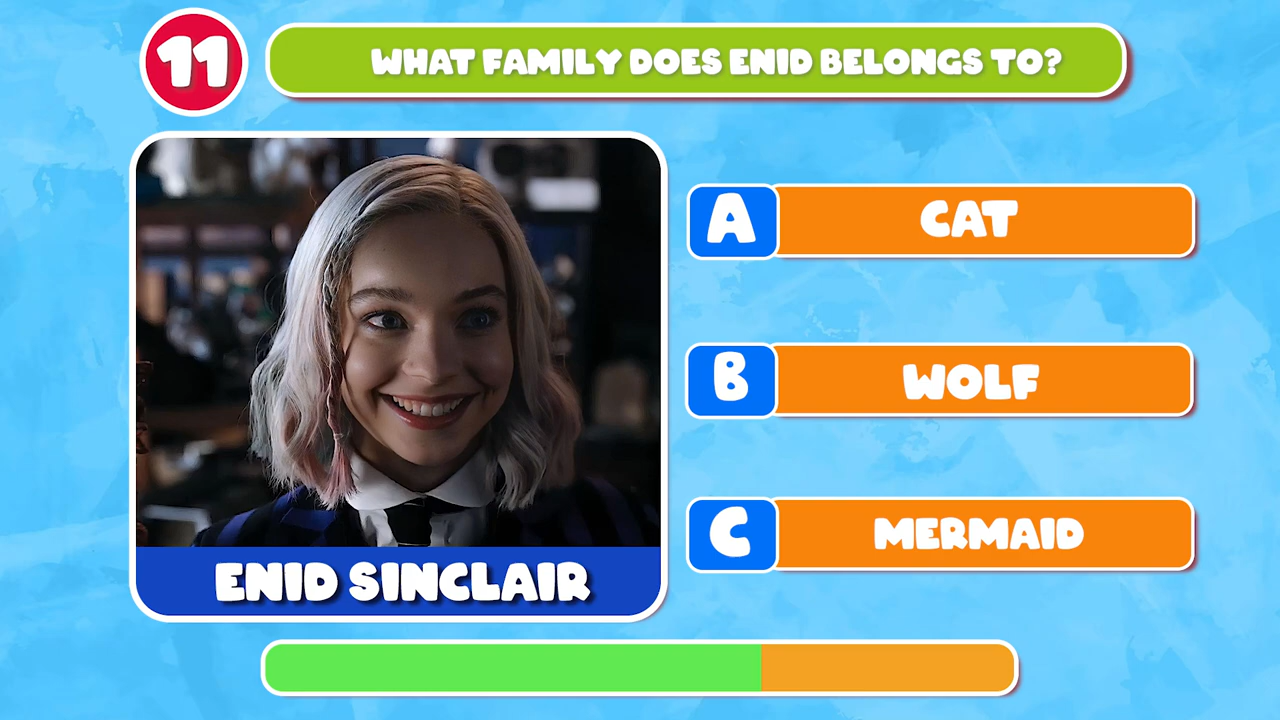 11
WHAT FAMILY DOES ENID BELONGS TO?
ENID SINCLAIR
A
CAT
B
WOLF
C
MERMAID